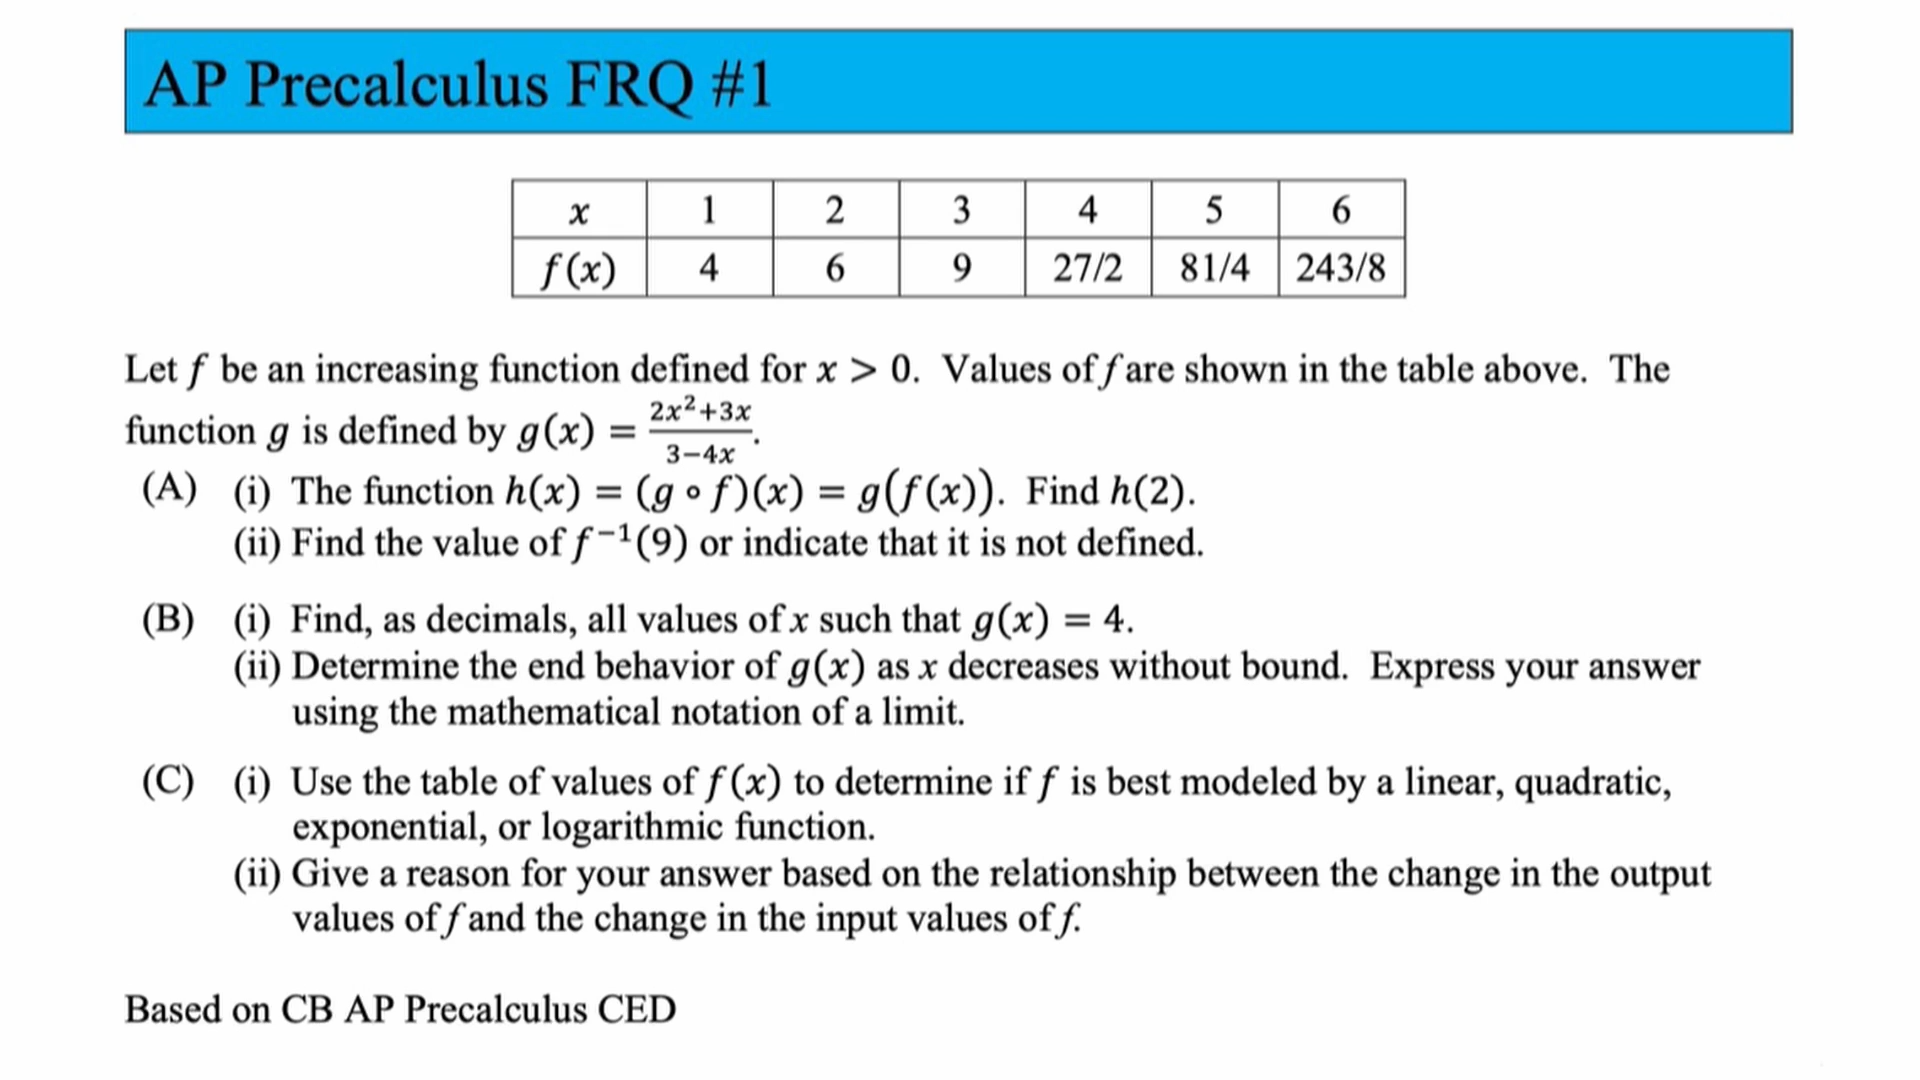 AP Precalculus FRQ #1
x 1 2 3 4 5 6
f(x) 4 6 9 27/2 81/4 243/8
Let f be an increasing function defined for x > 0. Values of f are shown in the table above. The
function g is defined by g(x) = (2x²+3x)/(3−4x).
(A) (i) The function h(x) = (g ∘ f)(x) = g(f(x)). Find h(2).
(ii) Find the value of f⁻¹(9) or indicate that it is not defined.
(B) (i) Find, as decimals, all values of x such that g(x) = 4.
(ii) Determine the end behavior of g(x) as x decreases without bound. Express your answer
using the mathematical notation of a limit.
(C) (i) Use the table of values of f(x) to determine if f is best modeled by a linear, quadratic,
exponential, or logarithmic function.
(ii) Give a reason for your answer based on the relationship between the change in the output
values of f and the change in the input values of f.
Based on CB AP Precalculus CED